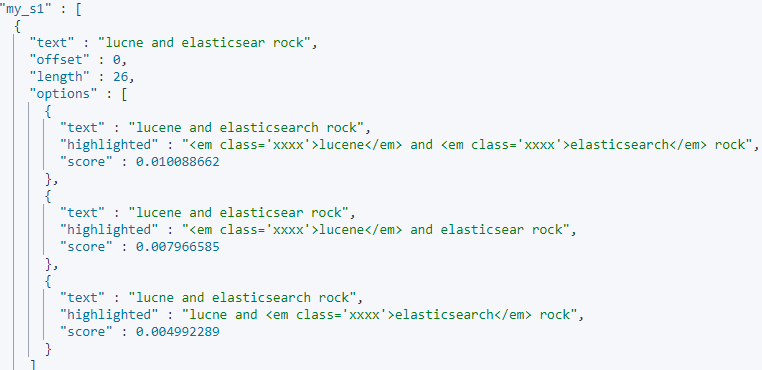 "my_s1" : [
{
"text" : "lucne and elasticsear rock",
"offset" : 0,
"length" : 26,
"options" : [
{
"text" : "lucene and elasticsearch rock",
"highlighted" : "<em class='xxxx'>lucene</em> and <em class='xxxx'>elasticsearch</em> rock",
"score" : 0.010088662
},
{
"text" : "lucene and elasticsear rock",
"highlighted" : "<em class='xxxx'>lucene</em> and elasticsear rock",
"score" : 0.007966585
},
{
"text" : "lucne and elasticsearch rock",
"highlighted" : "lucne and <em class='xxxx'>elasticsearch</em> rock",
"score" : 0.004992289
}
]